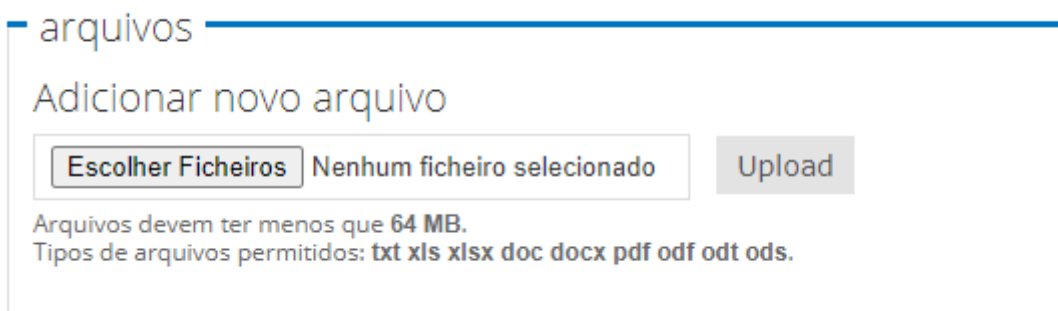 arquivos
Adicionar novo arquivo
Escolher Ficheiros Nenhum ficheiro selecionado Upload
Arquivos devem ter menos que 64 MB.
Tipos de arquivos permitidos: txt xls xlsx doc docx pdf odf odt ods.